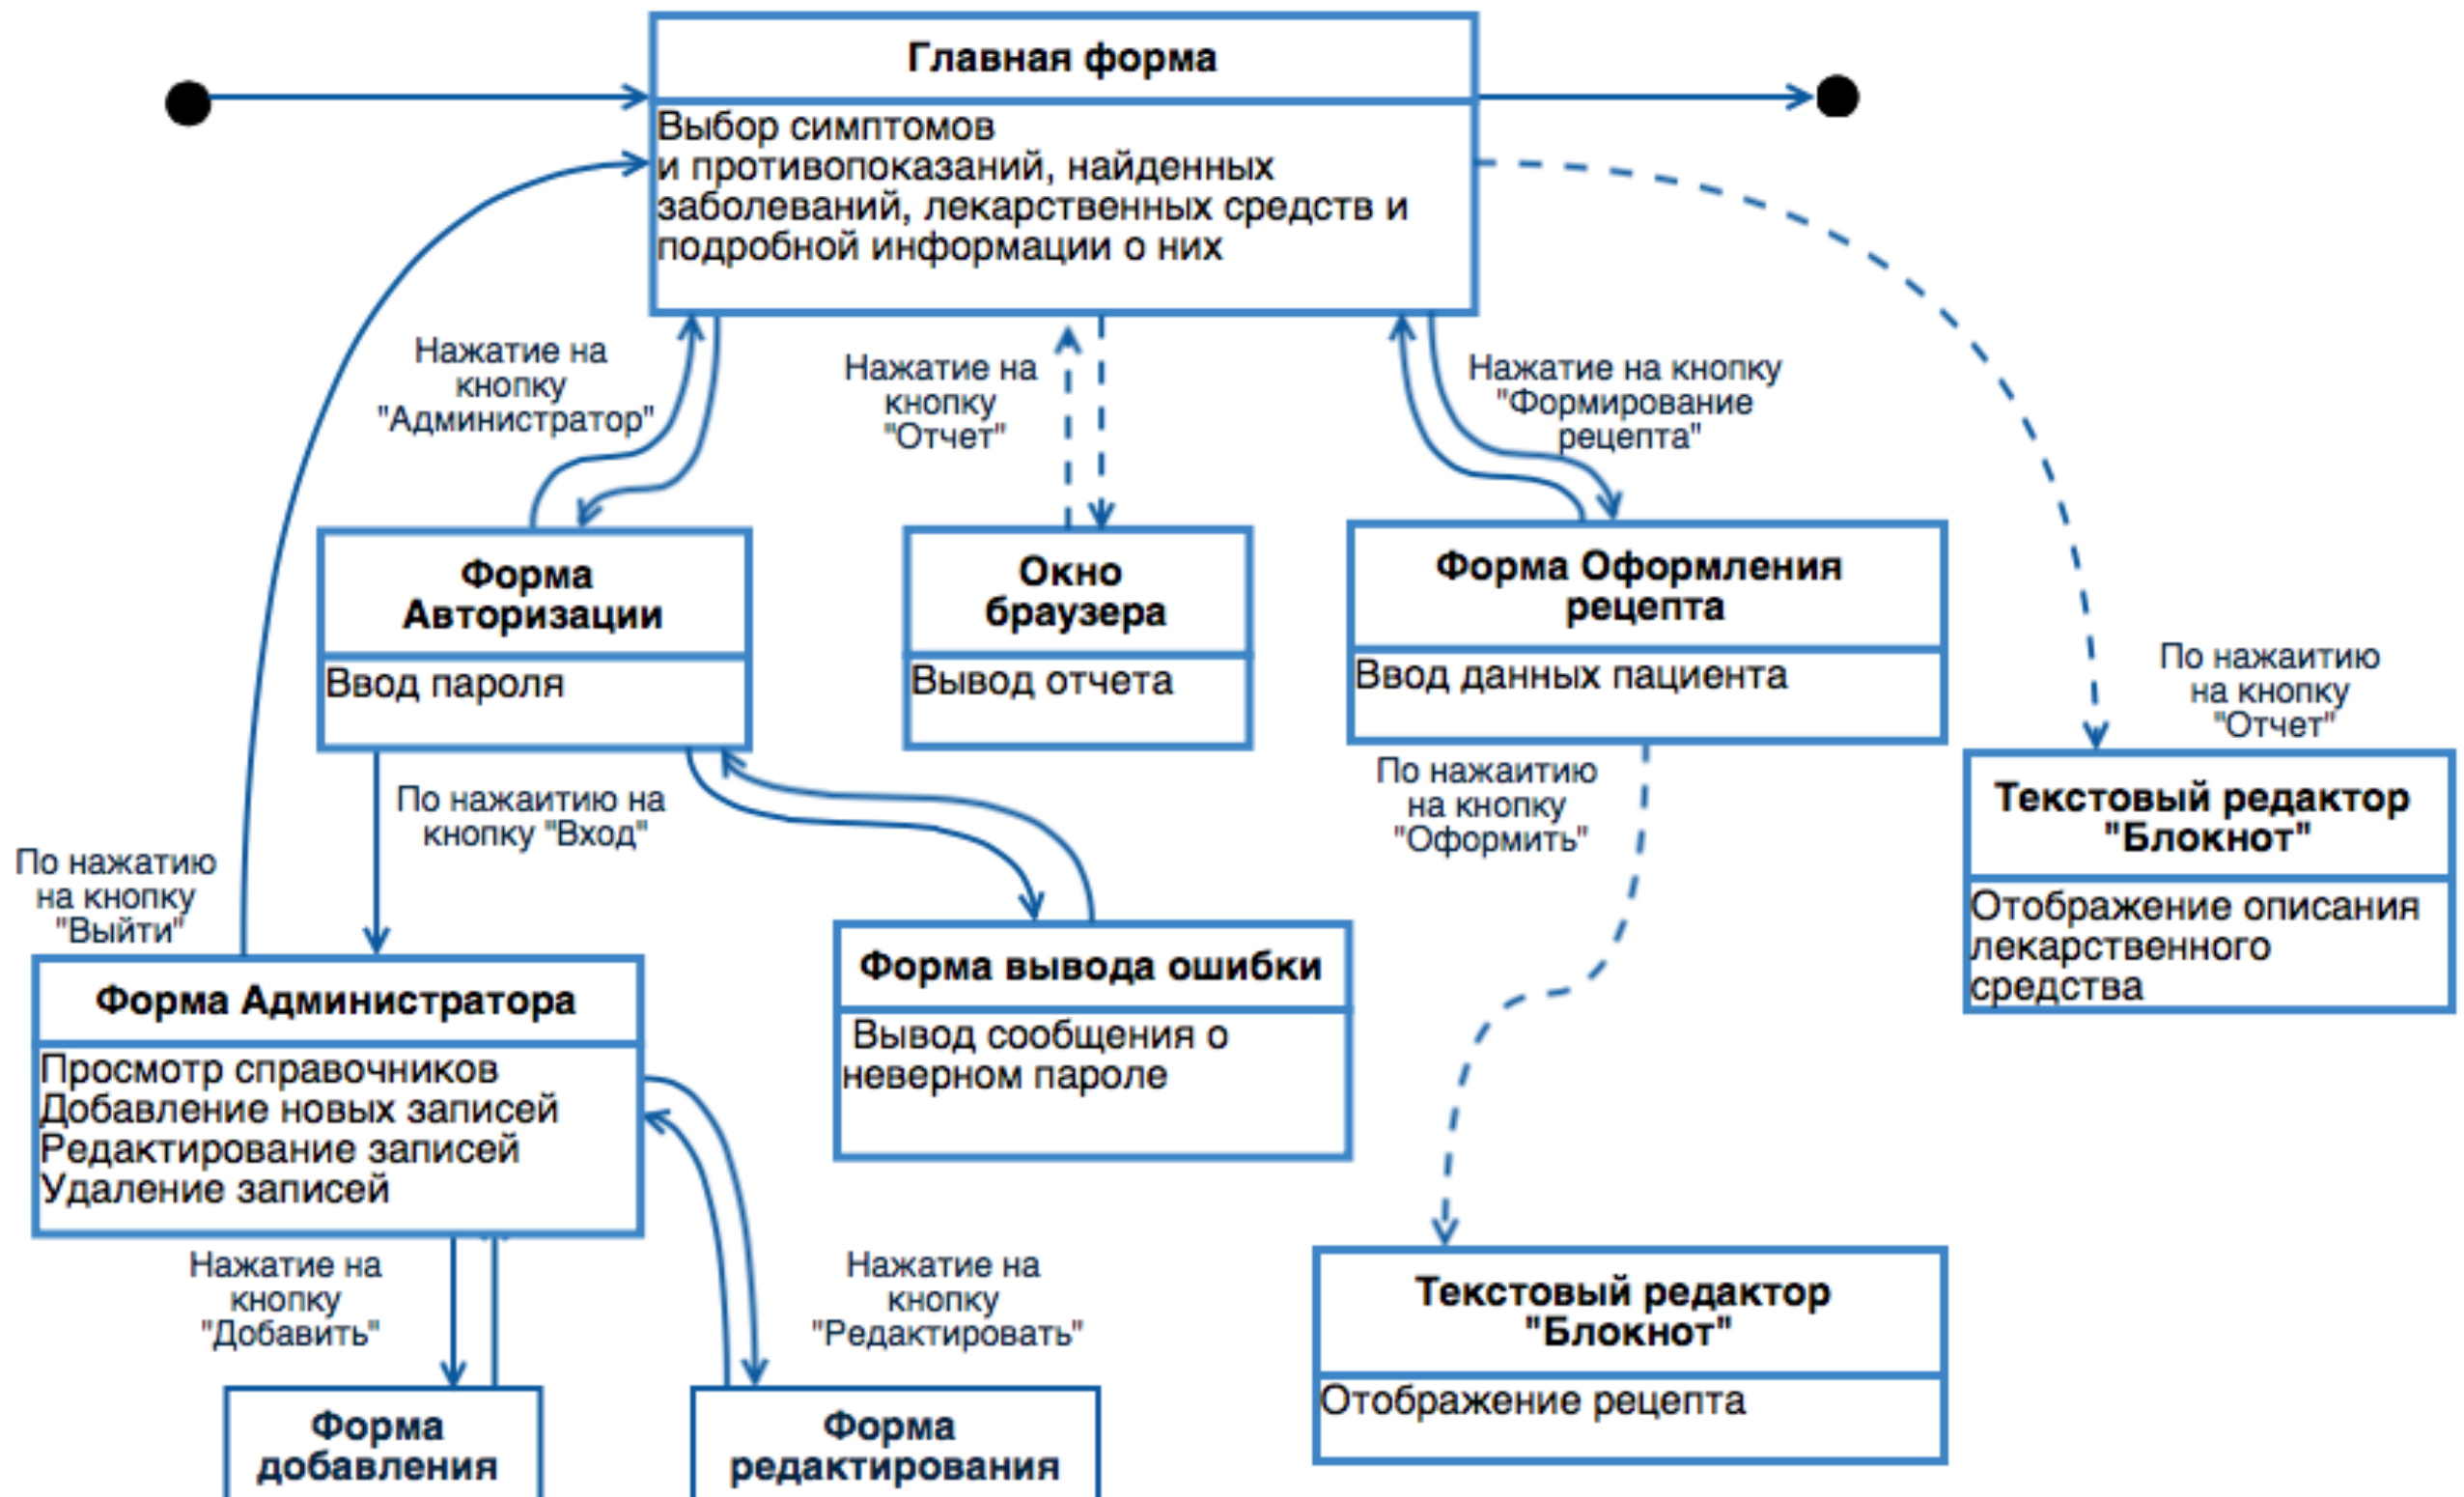 Главная форма
Выбор симптомов
и противопоказаний, найденных
заболеваний, лекарственных средств и
подробной информации о них
Нажатие на
кнопку
"Администратор"
Нажатие на
кнопку
"Отчет"
Нажатие на кнопку
"Формирование
рецепта"
Форма
Авторизации
Ввод пароля
Окно
браузера
Вывод отчета
Форма Оформления
рецепта
Ввод данных пациента
По нажаитию
на кнопку
"Отчет"
Текстовый редактор
"Блокнот"
Отображение описания
лекарственного
средства
По нажаитию на
кнопку "Вход"
По нажаитию
на кнопку
"Оформить"
По нажатию
на кнопку
"Выйти"
Форма Администратора
Просмотр справочников
Добавление новых записей
Редактирование записей
Удаление записей
Форма вывода ошибки
Вывод сообщения о
неверном пароле
Нажатие на
кнопку
"Добавить"
Нажатие на
кнопку
"Редактировать"
Текстовый редактор
"Блокнот"
Отображение рецепта
Форма
добавления
Форма
редактирования